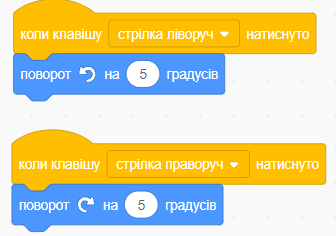 коли клавішу стрілка ліворуч натиснуто
поворот на 5 градусів
коли клавішу стрілка праворуч натиснуто
поворот на 5 градусів